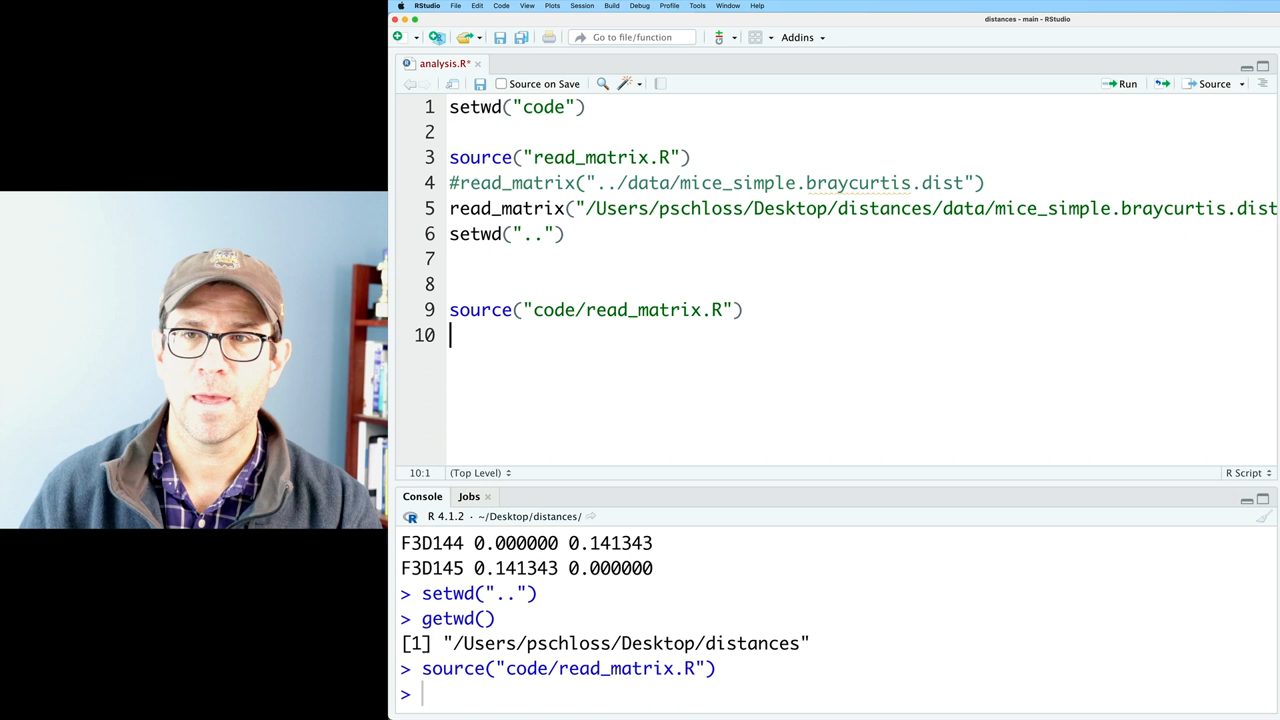 RStudio File Edit Code View Plots Session Build Debug Profile Tools Window Help
distances - main - RStudio
Go to file/function Addins
analysis.R*
Source on Save Run Source
1 setwd("code")
2
3 source("read_matrix.R")
4 #read_matrix("../data/mice_simple.braycurtis.dist")
5 read_matrix("/Users/pschloss/Desktop/distances/data/mice_simple.braycurtis.dist
6 setwd("..")
7
8
9 source("code/read_matrix.R")
10
10:1 (Top Level) R Script
Console Jobs
R 4.1.2 · ~/Desktop/distances/
F3D144 0.000000 0.141343
F3D145 0.141343 0.000000
> setwd("..")
> getwd()
[1] "/Users/pschloss/Desktop/distances"
> source("code/read_matrix.R")
>